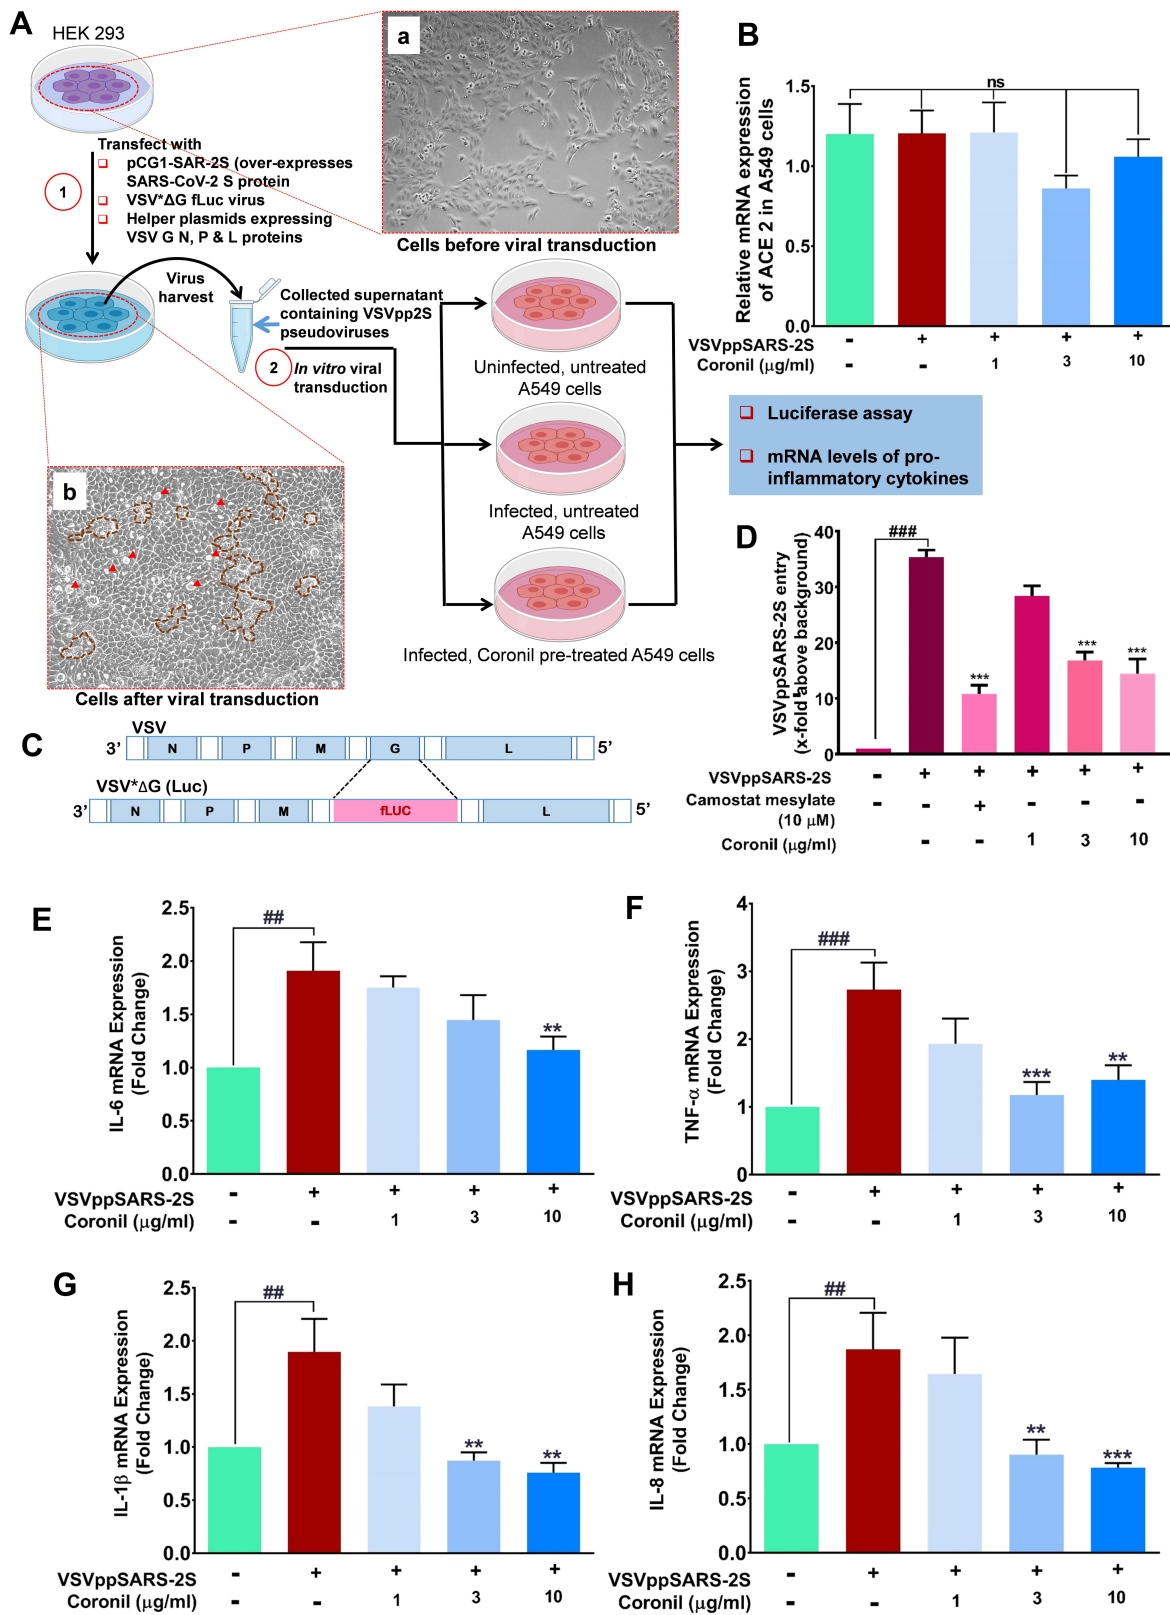 A
HEK 293
a
Cells before viral transduction
Transfect with
1
❑ pCG1-SAR-2S (over-expresses
SARS-CoV-2 S protein
❑ VSV*ΔG fLuc virus
❑ Helper plasmids expressing
VSV G N, P & L proteins
Virus
harvest
Collected supernatant
containing VSVpp2S
pseudoviruses
2
In vitro viral
transduction
Uninfected, untreated
A549 cells
Infected, untreated
A549 cells
Infected, Coronil pre-treated A549 cells
❑ Luciferase assay
❑ mRNA levels of pro-
inflammatory cytokines
b
Cells after viral transduction
B
Relative mRNA expression
of ACE 2 in A549 cells
1.5
1.0
0.5
0.0
ns
VSVppSARS-2S - + + + +
Coronil (μg/ml) - - 1 3 10
C
VSV
3’ N P M G L 5’
VSV*ΔG (Luc)
3’ N P M fLUC L 5’
D
VSVppSARS-2S entry
(x-fold above background)
40
30
20
10
0
###
*** *** ***
VSVppSARS-2S - + + + + +
Camostat mesylate - - + - - -
(10 μM)
Coronil (μg/ml) - - 1 3 10
E
IL-6 mRNA Expression
(Fold Change)
2.5
2.0
1.5
1.0
0.5
0.0
##
**
VSVppSARS-2S - + + + +
Coronil (μg/ml) - - 1 3 10
F
TNF-α mRNA Expression
(Fold Change)
4
3
2
1
0
###
*** **
VSVppSARS-2S - + + + +
Coronil (μg/ml) - - 1 3 10
G
IL-1β mRNA Expression
(Fold Change)
2.5
2.0
1.5
1.0
0.5
0.0
##
** **
VSVppSARS-2S - + + + +
Coronil (μg/ml) - - 1 3 10
H
IL-8 mRNA Expression
(Fold Change)
2.5
2.0
1.5
1.0
0.5
0.0
##
** ***
VSVppSARS-2S - + + + +
Coronil (μg/ml) - - 1 3 10